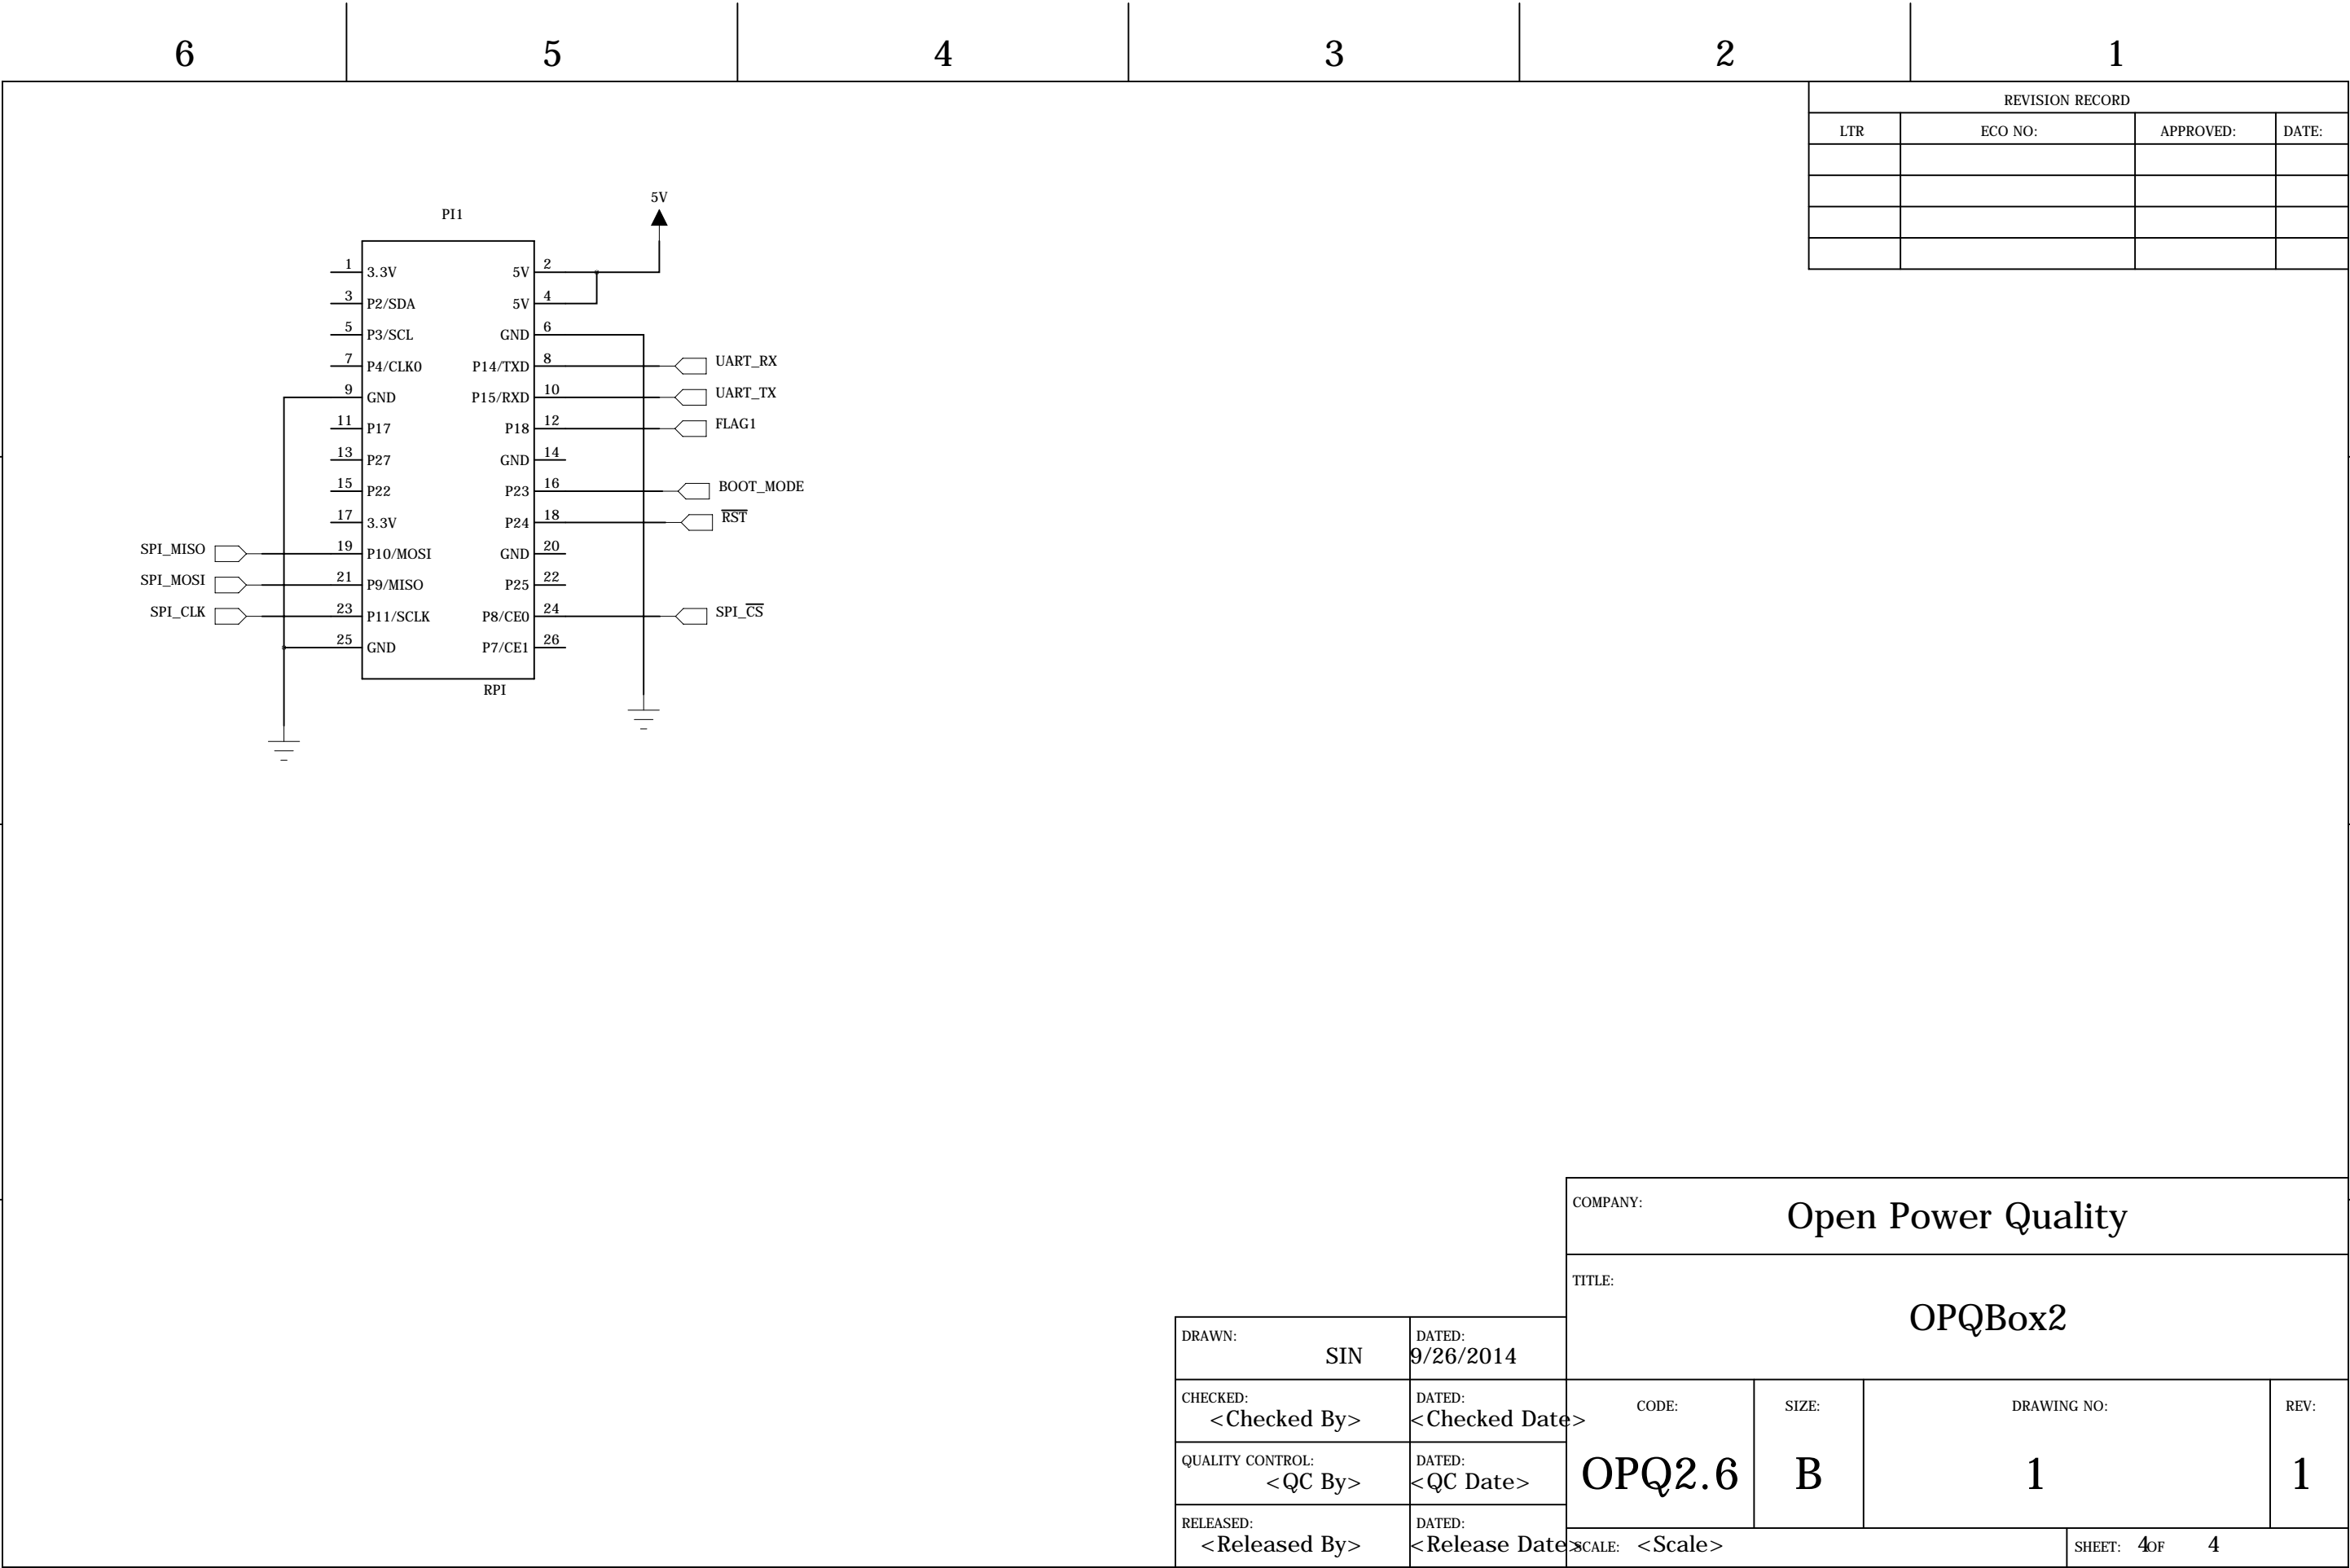 6 5 4 3 2 1
REVISION RECORD
LTR ECO NO: APPROVED: DATE:
5V
PI1
1 3.3V 5V 2
3 P2/SDA 5V 4
5 P3/SCL GND 6
7 P4/CLK0 P14/TXD 8 UART_RX
9 GND P15/RXD 10 UART_TX
11 P17 P18 12 FLAG1
13 P27 GND 14
15 P22 P23 16 BOOT_MODE
17 3.3V P24 18 RST
SPI_MISO 19 P10/MOSI GND 20
SPI_MOSI 21 P9/MISO P25 22
SPI_CLK 23 P11/SCLK P8/CE0 24 SPI_CS
25 GND P7/CE1 26
RPI
COMPANY:
Open Power Quality
TITLE:
OPQBox2
DRAWN: DATED:
SIN 9/26/2014
CHECKED: DATED:
<Checked By> <Checked Date>
QUALITY CONTROL: DATED:
<QC By> <QC Date>
RELEASED: DATED:
<Released By> <Release Date>
CODE: SIZE: DRAWING NO: REV:
OPQ2.6 B 1 1
SCALE: <Scale> SHEET: 4 OF 4